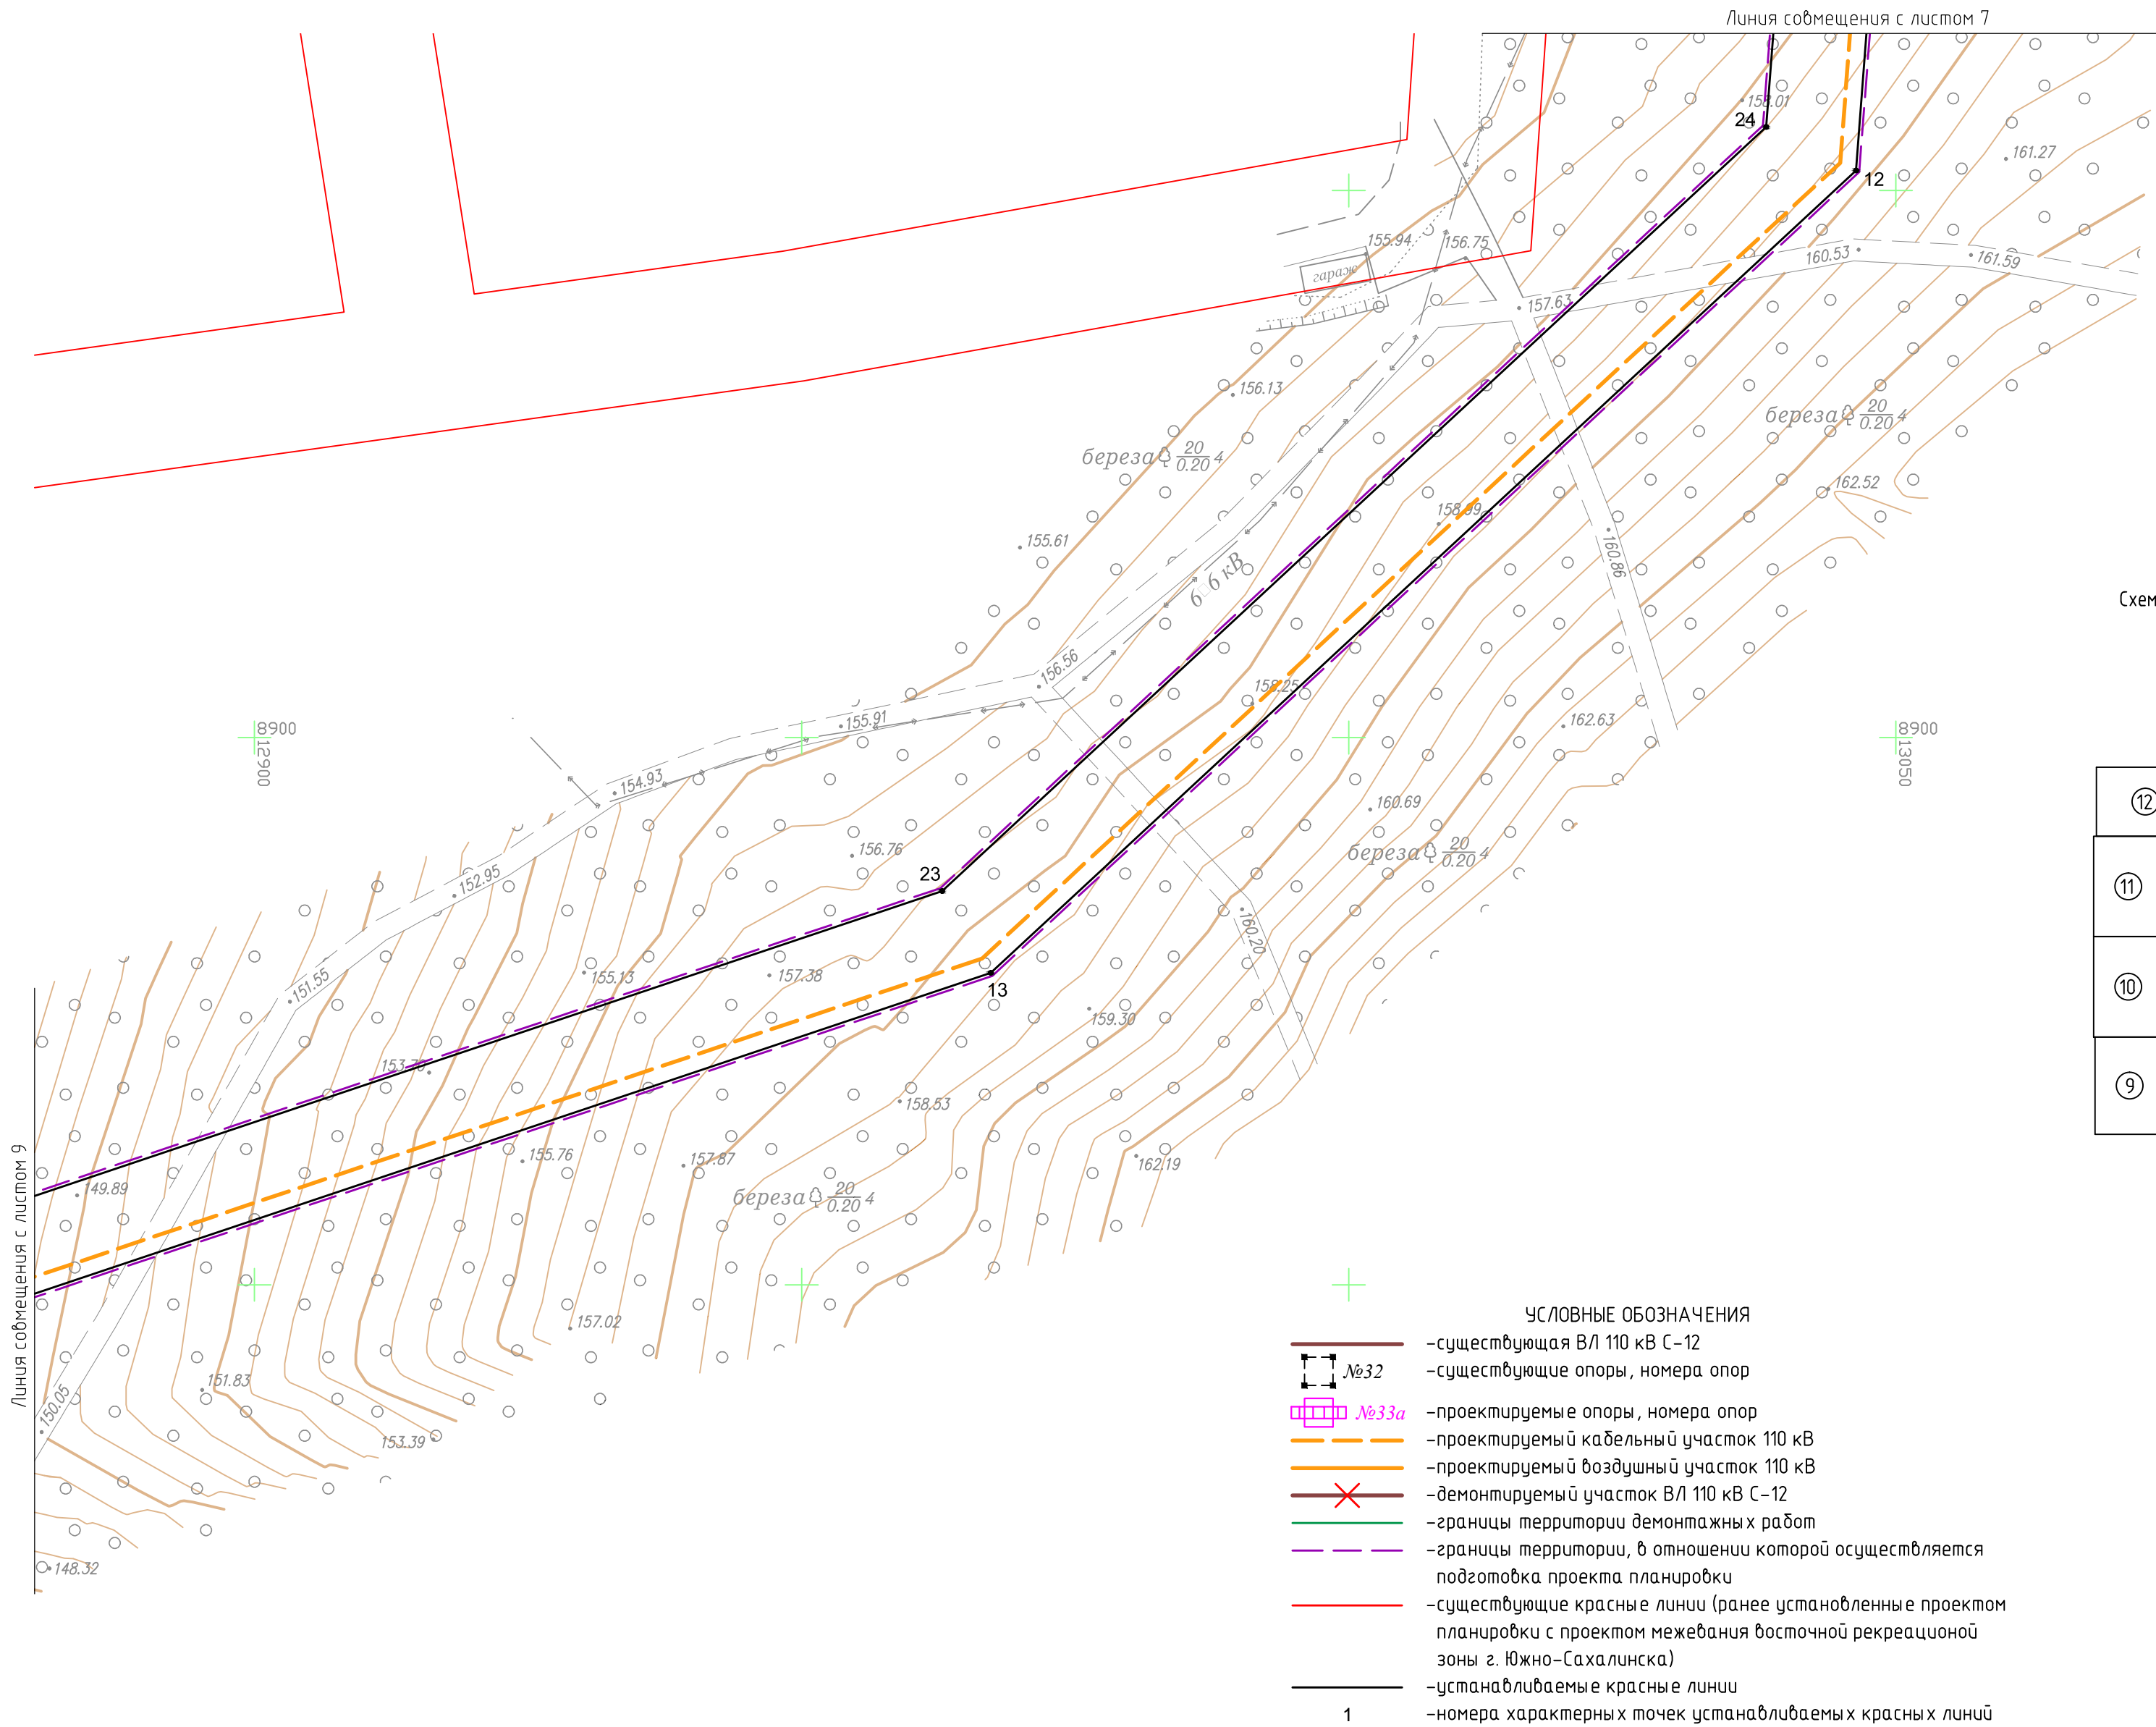 Линия совмещения с листом 7
158.01
24
161.27
12
155.94
156.75
гараж
160.53
161.59
157.63
156.13
береза 20 0.20 4
береза 20 0.20 4
162.52
158.99
155.61
160.86
6 кВ
Схем
156.56
158.25
155.91
162.63
8900
12900
8900
13050
154.93
160.69
12
156.76
береза 20 0.20 4
23
152.95
11
160.20
155.13
157.38
151.55
13
10
159.30
153.70
9
158.53
155.76
157.87
162.19
149.89
береза 20 0.20 4
Линия совмещения с листом 9
157.02
151.83
150.05
153.39
148.32
УСЛОВНЫЕ ОБОЗНАЧЕНИЯ
-существующая ВЛ 110 кВ С-12
№32 -существующие опоры, номера опор
№33а -проектируемые опоры, номера опор
-проектируемый кабельный участок 110 кВ
-проектируемый воздушный участок 110 кВ
-демонтируемый участок ВЛ 110 кВ С-12
-границы территории демонтажных работ
-границы территории, в отношении которой осуществляется
подготовка проекта планировки
-существующие красные линии (ранее установленные проектом
планировки с проектом межевания восточной рекреационой
зоны г. Южно-Сахалинска)
-устанавливаемые красные линии
1 -номера характерных точек устанавливаемых красных линий